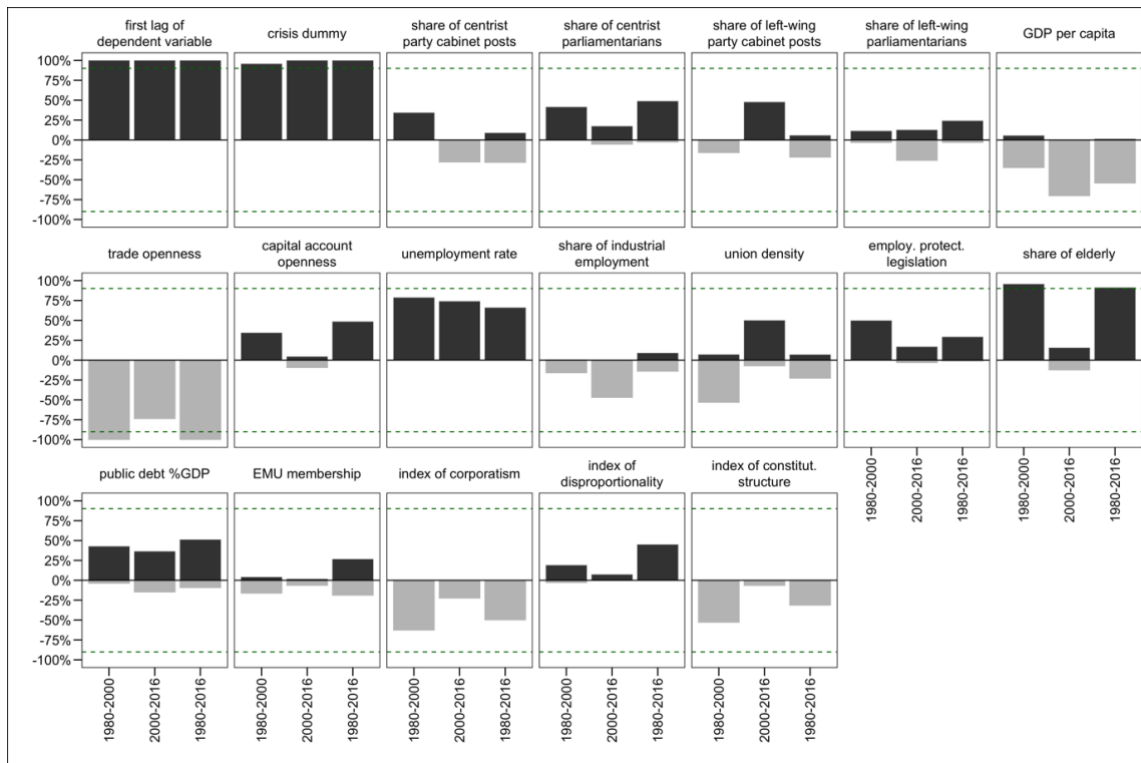 first lag of
dependent variable
crisis dummy
share of centrist
party cabinet posts
share of centrist
parliamentarians
share of left-wing
party cabinet posts
share of left-wing
parliamentarians
GDP per capita
100%
75%
50%
25%
0%
-25%
-50%
-75%
-100%
trade openness
capital account
openness
unemployment rate
share of industrial
employment
union density
employ. protect.
legislation
share of elderly
100%
75%
50%
25%
0%
-25%
-50%
-75%
-100%
public debt %GDP
EMU membership
index of corporatism
index of
disproportionality
index of constitut.
structure
1980-2000
2000-2016
1980-2016
1980-2000
2000-2016
1980-2016
100%
75%
50%
25%
0%
-25%
-50%
-75%
-100%
1980-2000
2000-2016
1980-2016
1980-2000
2000-2016
1980-2016
1980-2000
2000-2016
1980-2016
1980-2000
2000-2016
1980-2016
1980-2000
2000-2016
1980-2016